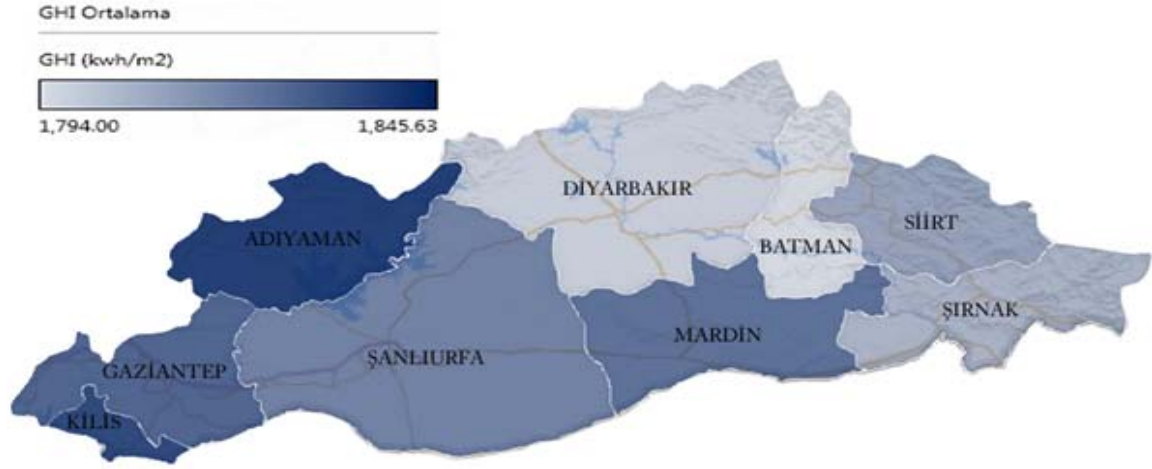 GHI Ortalama
GHI (kwh/m2)
1,794.00 1,845.63
DİYARBAKIR
SİİRT
ADIYAMAN
BATMAN
ŞIRNAK
MARDİN
ŞANLIURFA
GAZİANTEP
KİLİS